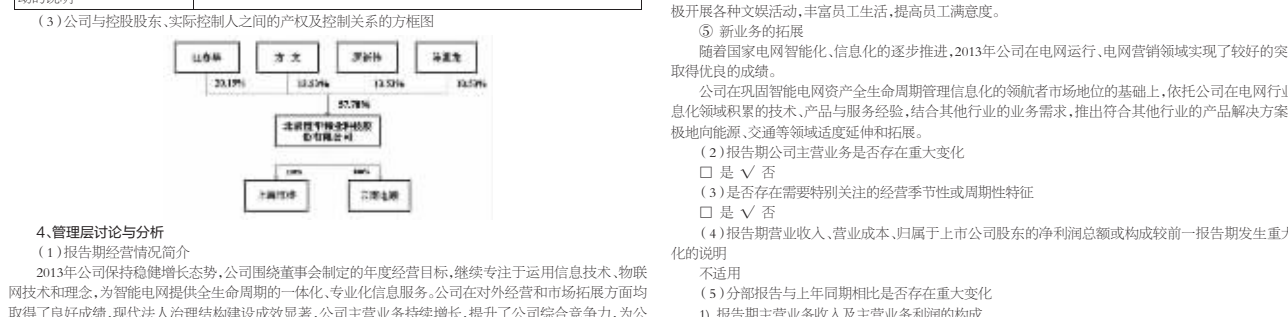 （3）公司与控股股东、实际控制人之间的产权及控制关系的方框图
方 文
13.53%
13.53%
57.78%
4、管理层讨论与分析
（1）报告期经营情况简介
2013年公司保持稳健增长态势，公司围绕董事会制定的年度经营目标，继续专注于运用信息技术、物联
网技术和理念，为智能电网提供全生命周期的一体化、专业化信息服务。公司在对外经营和市场拓展方面均
取得了良好成绩，现代法人治理结构建设成效显著，公司主营业务持续增长，提升了公司综合竞争力，为公
极开展各种文娱活动，丰富员工生活，提高员工满意度。
⑤ 新业务的拓展
随着国家电网智能化、信息化的逐步推进，2013年公司在电网运行、电网营销领域实现了较好的突
取得优良的成绩。
公司在巩固智能电网资产全生命周期管理信息化的领航者市场地位的基础上，依托公司在电网行业
息化领域积累的技术、产品与服务经验，结合其他行业的业务需求，推出符合其他行业的产品解决方案
极地向能源、交通等领域适度延伸和拓展。
（2）报告期公司主营业务是否存在重大变化
□ 是 √ 否
（3）是否存在需要特别关注的经营季节性或周期性特征
□ 是 √ 否
（4）报告期营业收入、营业成本、归属于上市公司股东的净利润总额或构成较前一报告期发生重大
化的说明
不适用
（5）分部报告与上年同期相比是否存在重大变化
1) 报告期主营业务收入及主营业务利润的构成